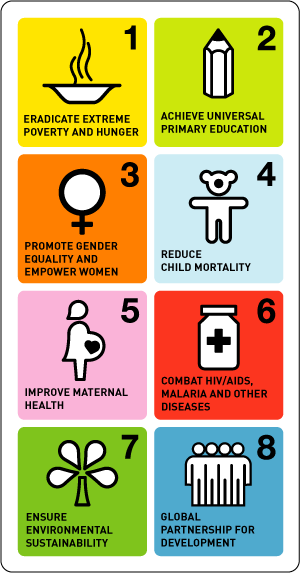 1
ERADICATE EXTREME
POVERTY AND HUNGER
2
ACHIEVE UNIVERSAL
PRIMARY EDUCATION
3
PROMOTE GENDER
EQUALITY AND
EMPOWER WOMEN
4
REDUCE
CHILD MORTALITY
5
IMPROVE MATERNAL
HEALTH
6
COMBAT HIV/AIDS,
MALARIA AND OTHER
DISEASES
7
ENSURE
ENVIRONMENTAL
SUSTAINABILITY
8
GLOBAL
PARTNERSHIP FOR
DEVELOPMENT